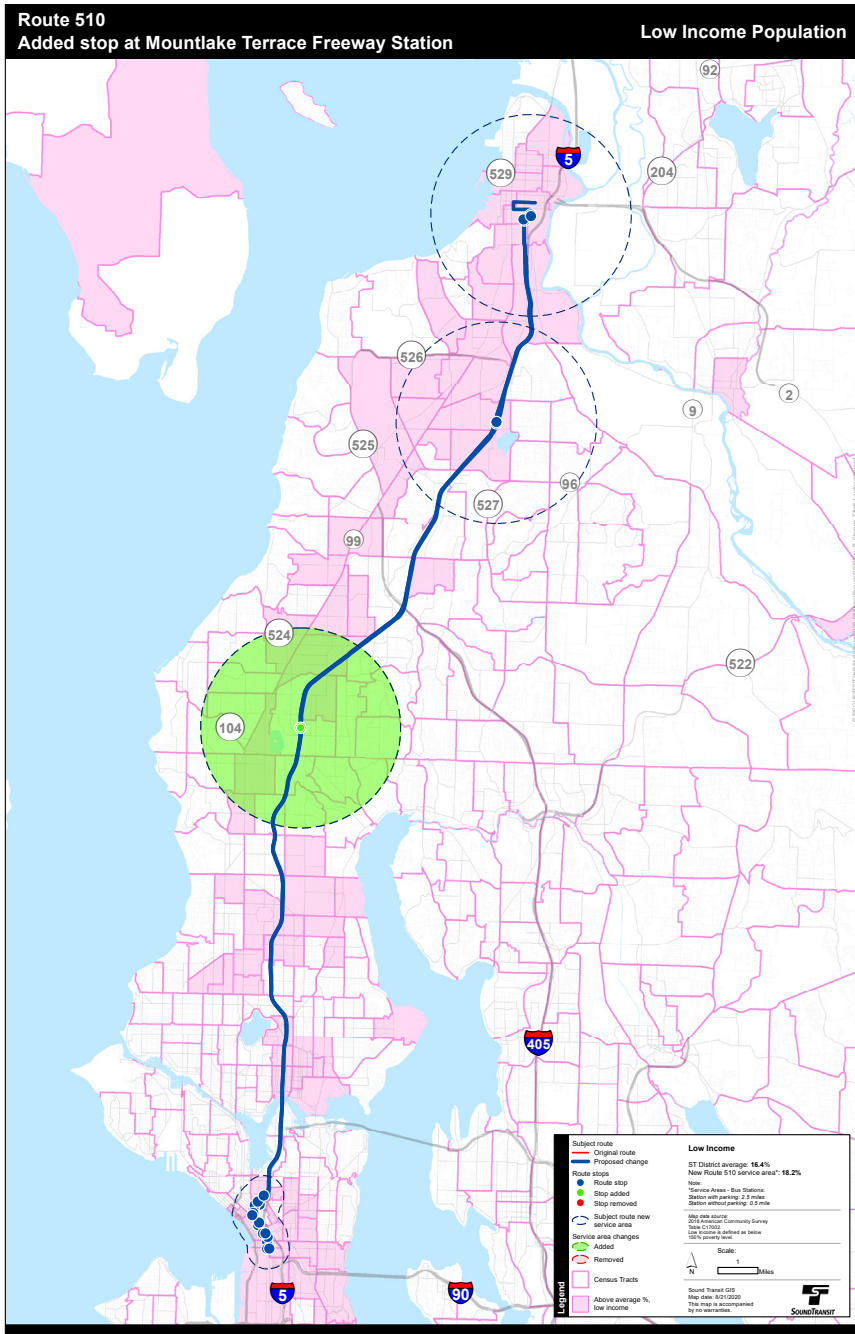 Route 510
Added stop at Mountlake Terrace Freeway Station
Low Income Population
92
5
529
204
526
2
9
525
96
527
99
524
522
104
405
5
90
Legend
Subject route
Original route
Proposed change
Route stops
Route stop
Stop added
Stop removed
Subject route new
service area
Service area changes
Added
Removed
Census Tracts
Above average %,
low income
Low Income
ST District average: 16.4%
New Route 510 service area*: 18.2%
Note:
*Service Areas - Bus Stations:
Station with parking: 2.5 miles
Station without parking: 0.5 mile
Map data source:
2018 American Community Survey
Table C17002.
Low income is defined as below
150% poverty level.
Scale:
1
Miles
N
Sound Transit GIS
Map date: 8/21/2020
This map is accompanied
by no warranties.
SOUNDTRANSIT